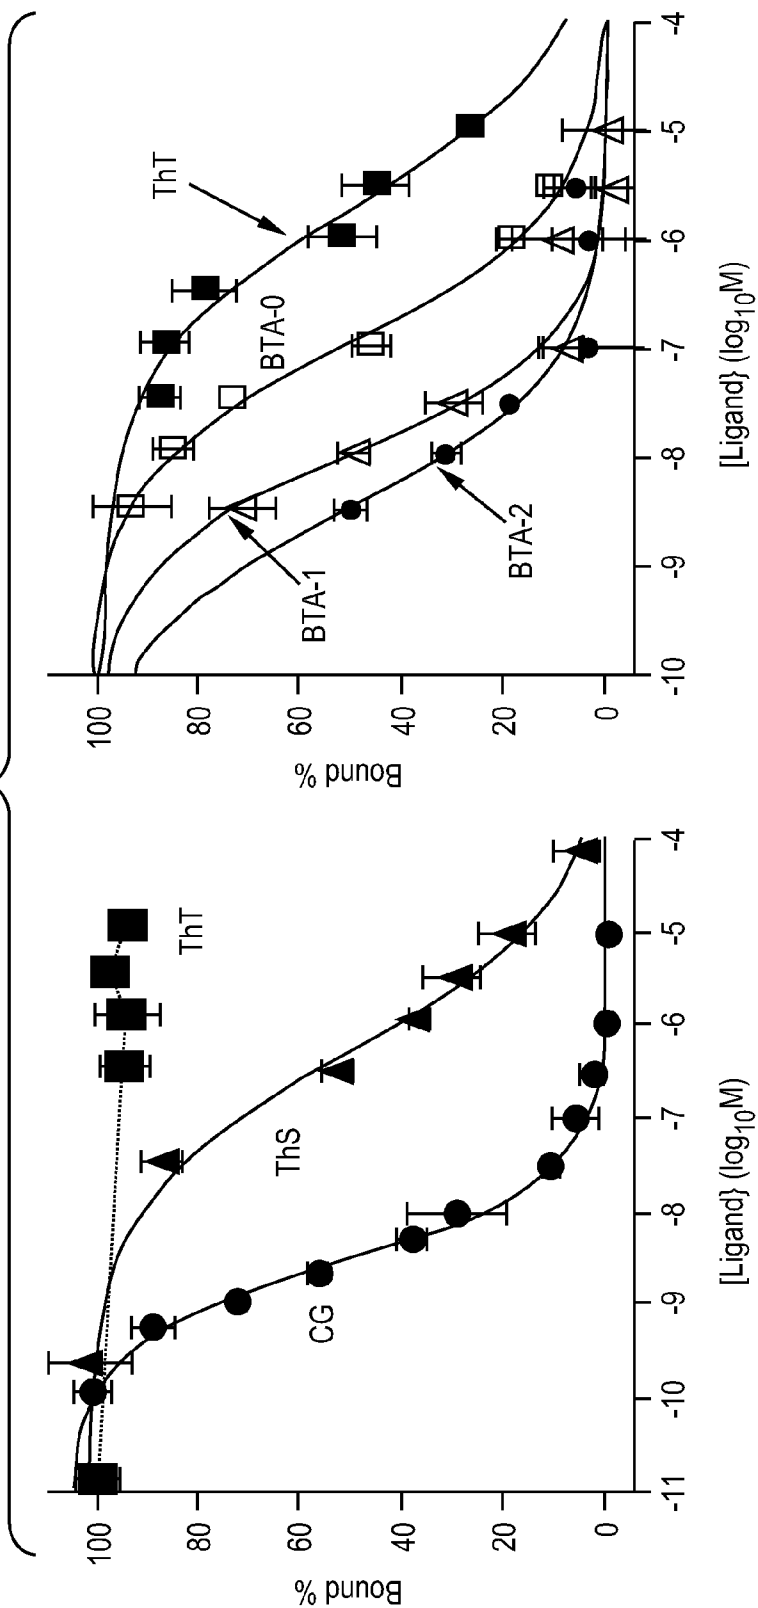 Bound %
100
80
60
40
20
0
-11
-10
-9
-8
-7
-6
-5
-4
[Ligand} (log10M)
ThT
ThS
CG
Bound %
100
80
60
40
20
0
-10
-9
-8
-7
-6
-5
-4
[Ligand} (log10M)
ThT
BTA-0
BTA-1
BTA-2